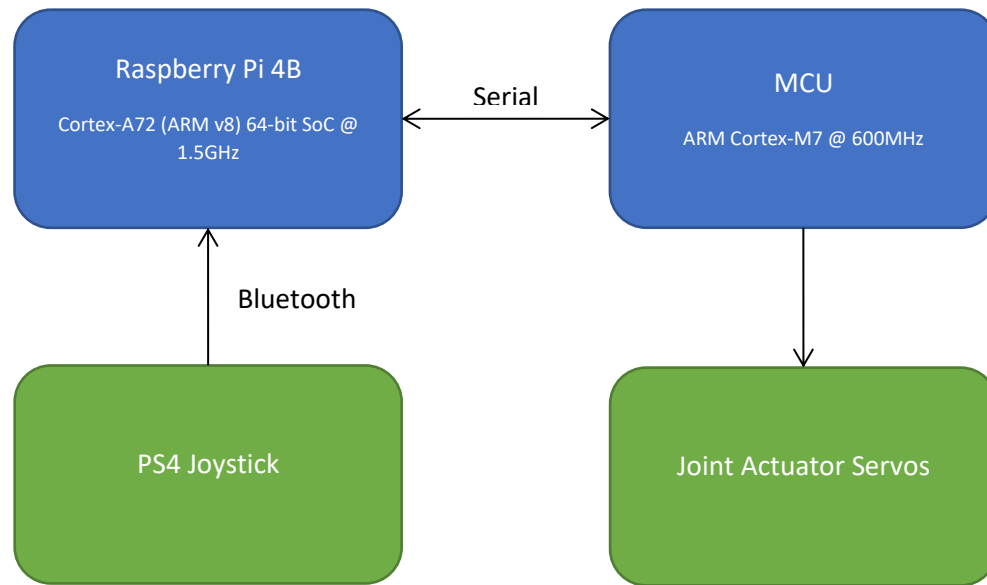 Raspberry Pi 4B
Cortex-A72 (ARM v8) 64-bit SoC @
1.5GHz
Serial
MCU
ARM Cortex-M7 @ 600MHz
Bluetooth
PS4 Joystick
Joint Actuator Servos